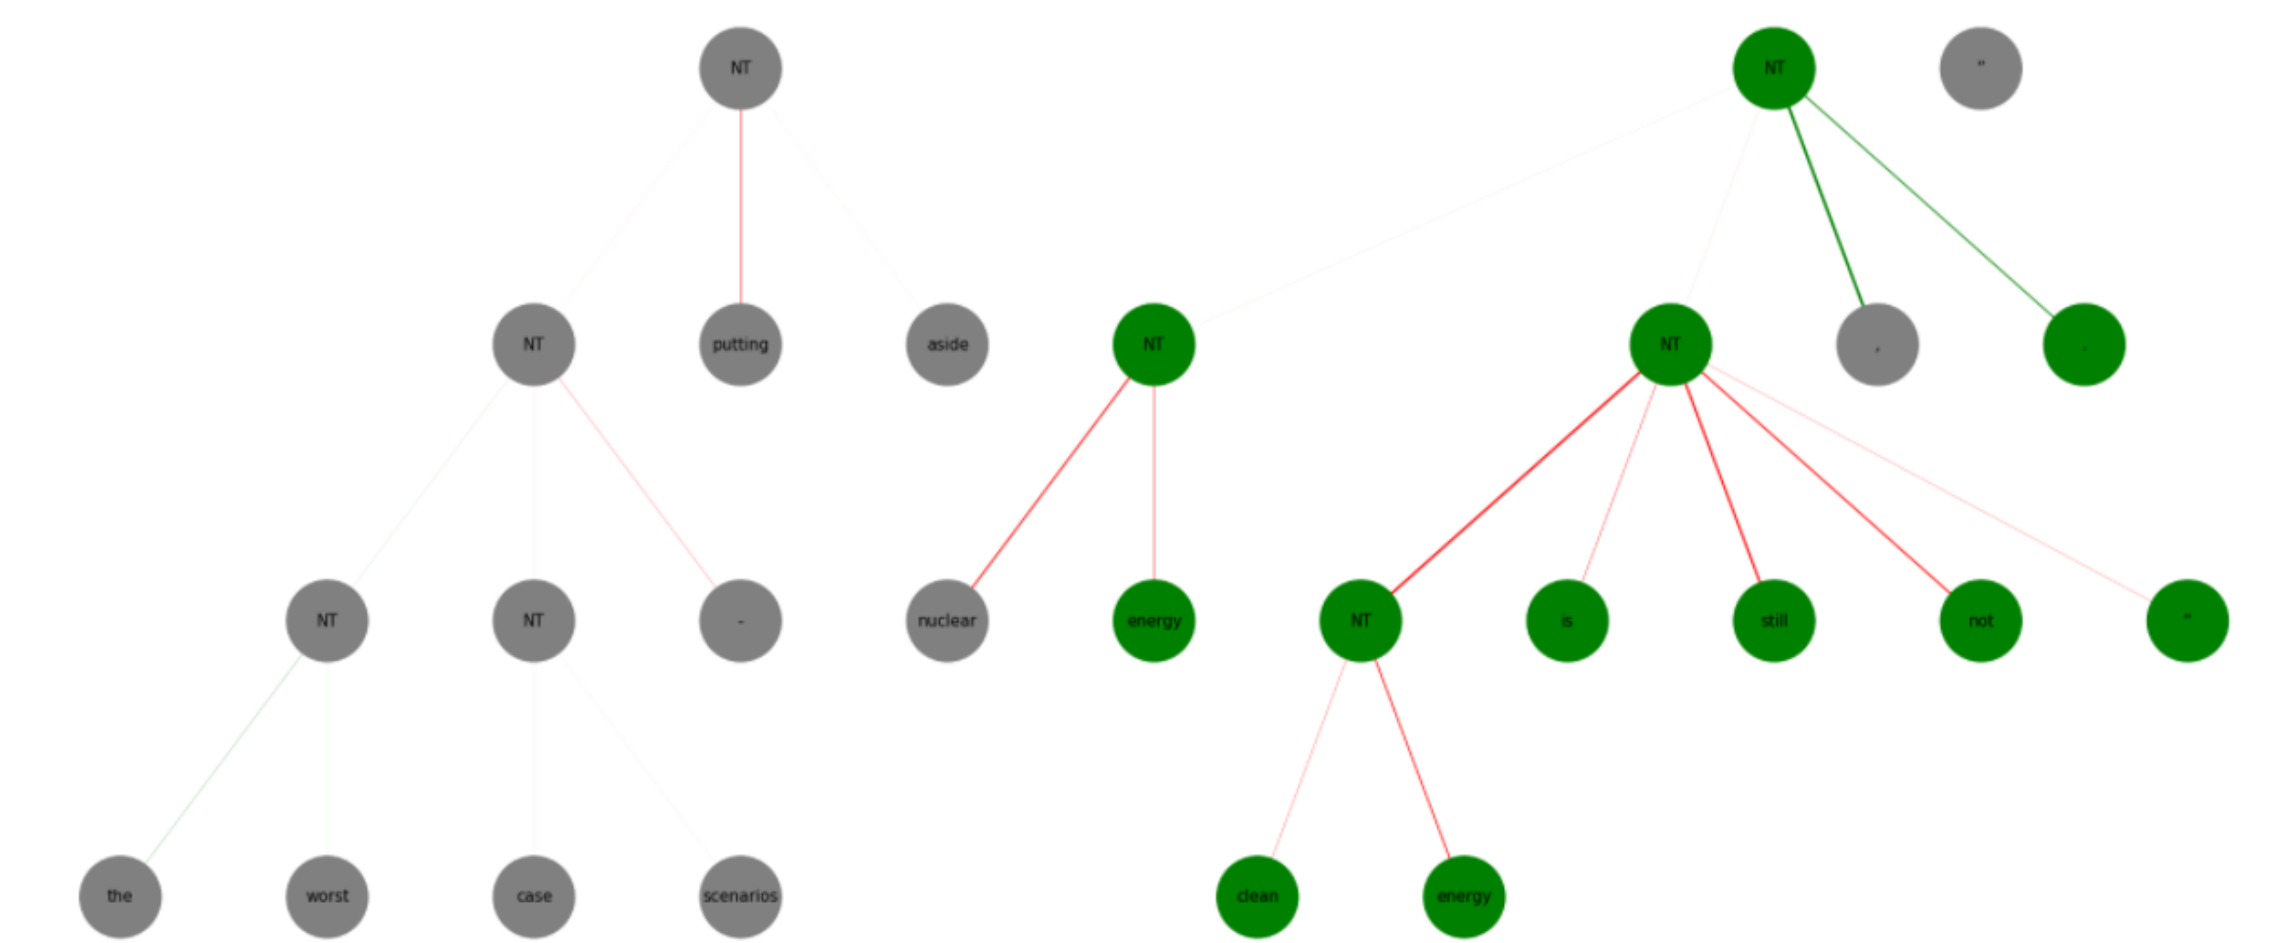 NT NT "
NT putting aside NT NT , .
NT NT - nuclear energy NT is still not "
the worst case scenarios clean energy